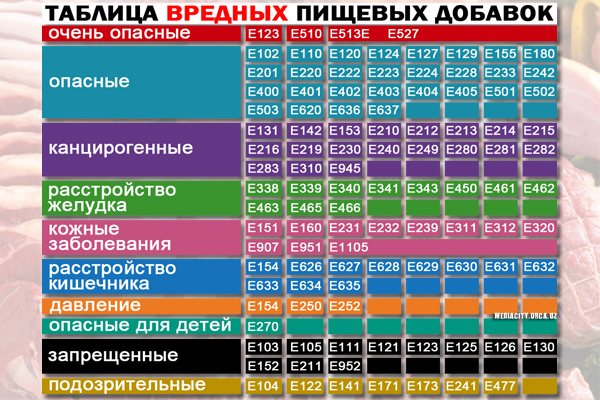 ТАБЛИЦА ВРЕДНЫХ ПИЩЕВЫХ ДОБАВОК
очень опасные E123 E510 E513E E527
опасные
E102 E110 E120 E124 E127 E129 E155 E180
E201 E220 E222 E223 E224 E228 E233 E242
E400 E401 E402 E403 E404 E405 E501 E502
E503 E620 E636 E637
канцирогенные
E131 E142 E153 E210 E212 E213 E214 E215
E216 E219 E230 E240 E249 E280 E281 E282
E283 E310 E945
расстройство
желудка
E338 E339 E340 E341 E343 E450 E461 E462
E463 E465 E466
кожные
заболевания
E151 E160 E231 E232 E239 E311 E312 E320
E907 E951 E1105
расстройство
кишечника
E154 E626 E627 E628 E629 E630 E631 E632
E633 E634 E635
давление E154 E250 E252
MEDIACITY.ORCA.UZ
опасные для детей E270
запрещенные
E103 E105 E111 E121 E123 E125 E126 E130
E152 E211 E952
подозрительные E104 E122 E141 E171 E173 E241 E477